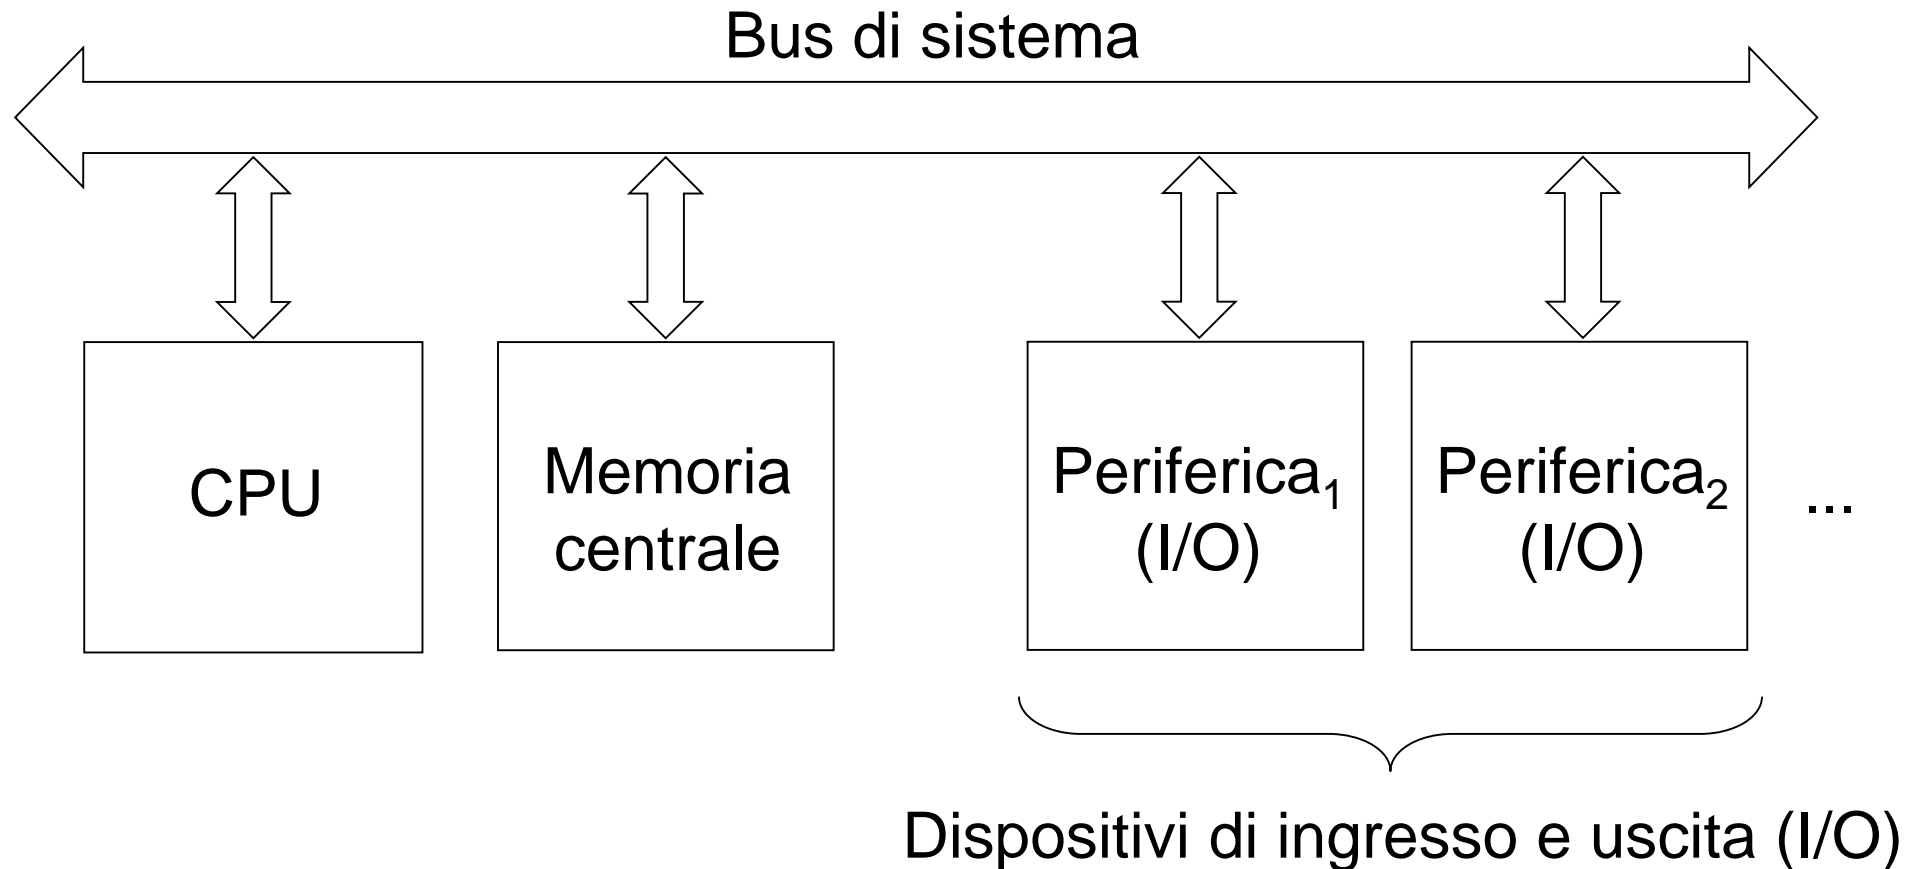 Bus di sistema
CPU
Memoria
centrale
Periferica₁
(I/O)
Periferica₂
(I/O)
...
Dispositivi di ingresso e uscita (I/O)